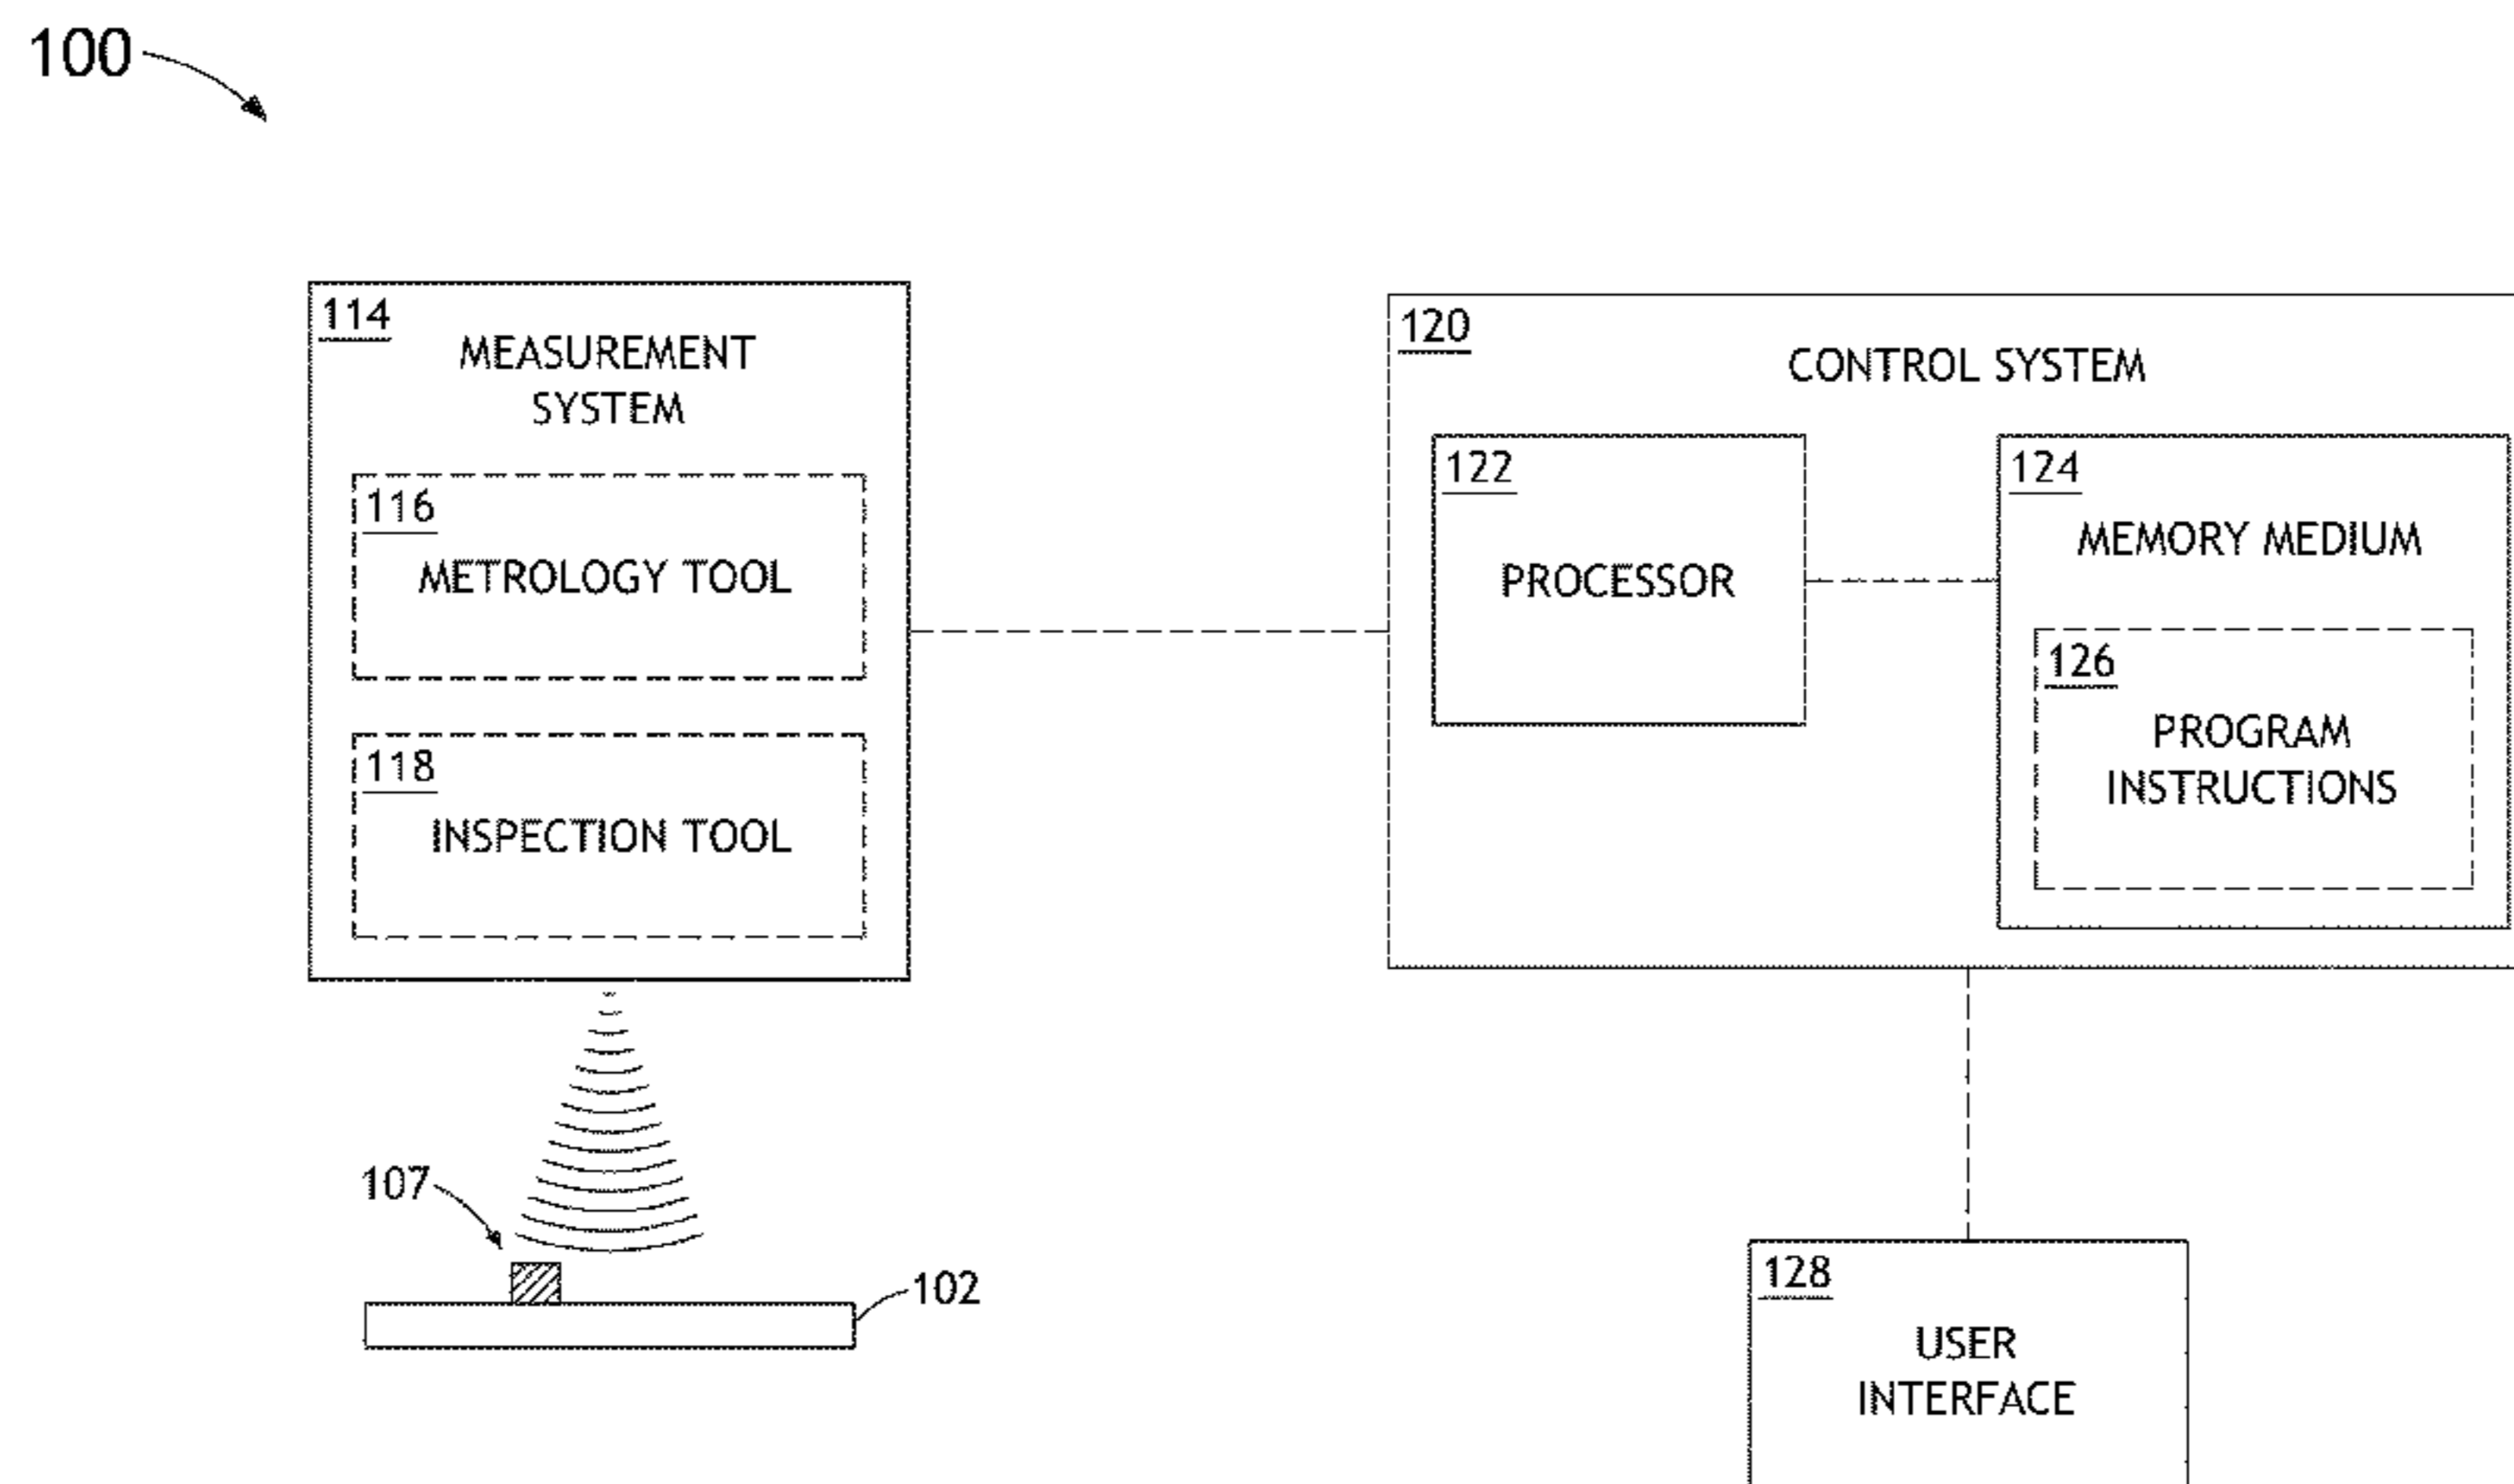 100
114
MEASUREMENT
SYSTEM
116
METROLOGY TOOL
118
INSPECTION TOOL
107
102
120
CONTROL SYSTEM
122
PROCESSOR
124
MEMORY MEDIUM
126
PROGRAM
INSTRUCTIONS
128
USER
INTERFACE